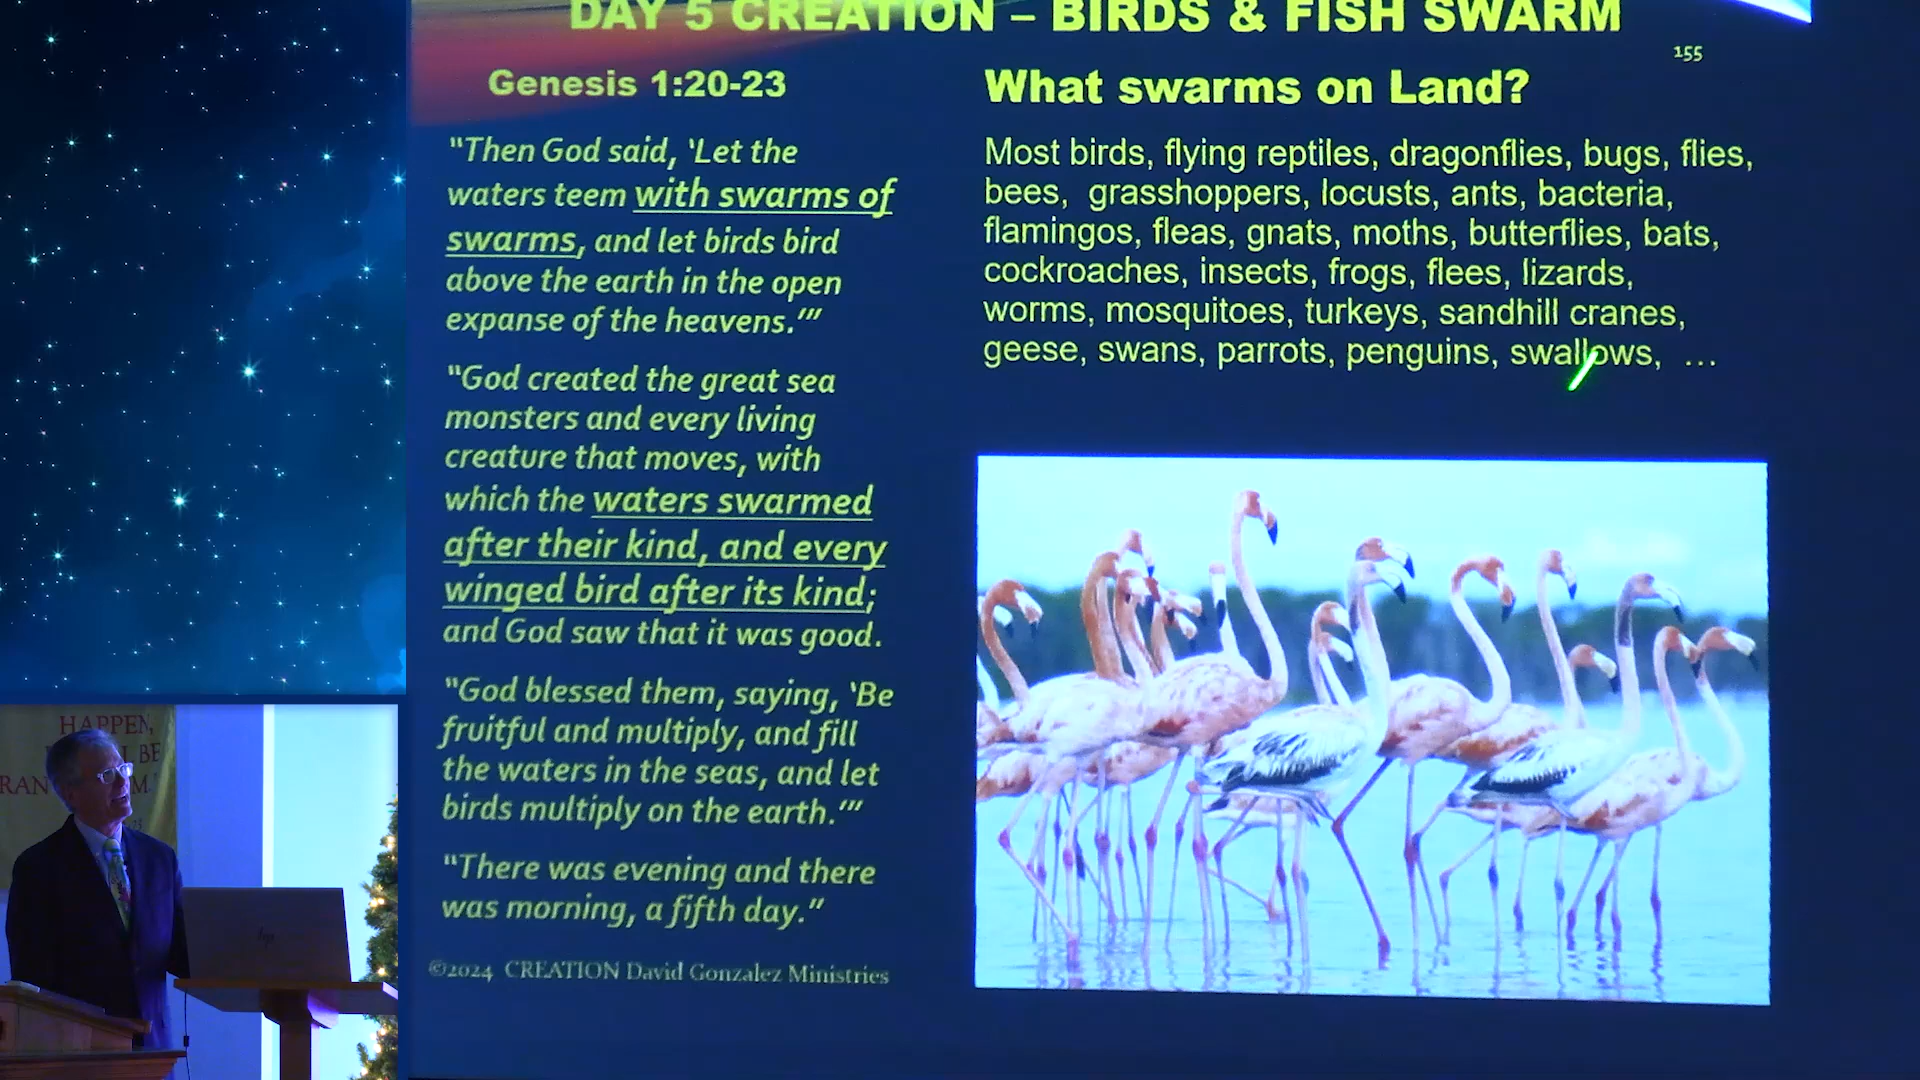 DAY 5 CREATION – BIRDS & FISH SWARM
155
Genesis 1:20-23
"Then God said, 'Let the
waters teem with swarms of
swarms, and let birds bird
above the earth in the open
expanse of the heavens.'"
"God created the great sea
monsters and every living
creature that moves, with
which the waters swarmed
after their kind, and every
winged bird after its kind;
and God saw that it was good.
"God blessed them, saying, 'Be
fruitful and multiply, and fill
the waters in the seas, and let
birds multiply on the earth.'"
"There was evening and there
was morning, a fifth day."
©2024 CREATION David Gonzalez Ministries
What swarms on Land?
Most birds, flying reptiles, dragonflies, bugs, flies,
bees, grasshoppers, locusts, ants, bacteria,
flamingos, fleas, gnats, moths, butterflies, bats,
cockroaches, insects, frogs, flees, lizards,
worms, mosquitoes, turkeys, sandhill cranes,
geese, swans, parrots, penguins, swallows, ...
HAPPEN,
BE
hp